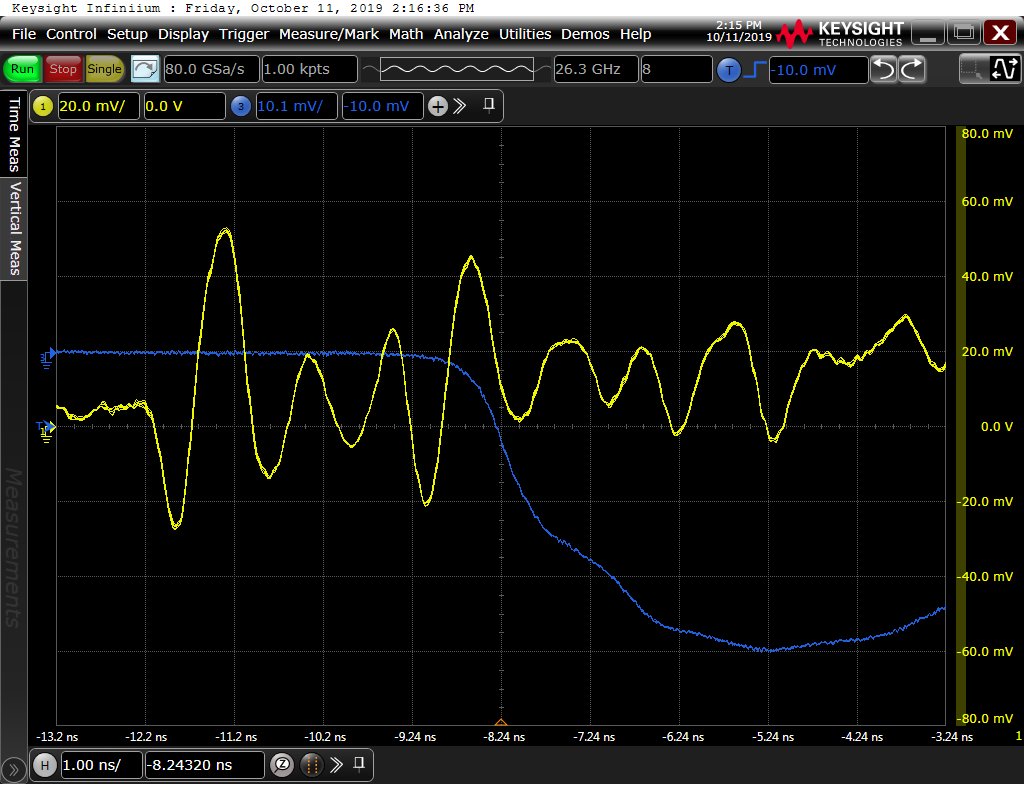 Keysight Infiniium : Friday, October 11, 2019 2:16:36 PM
File Control Setup Display Trigger Measure/Mark Math Analyze Utilities Demos Help
2:15 PM
10/11/2019
KEYSIGHT
TECHNOLOGIES
Run Stop Single 80.0 GSa/s 1.00 kpts 26.3 GHz 8 T -10.0 mV
1 20.0 mV/ 0.0 V 3 10.1 mV/ -10.0 mV
Time Meas
Vertical Meas
Measurements
80.0 mV
60.0 mV
40.0 mV
20.0 mV
T 0.0 V
-20.0 mV
-40.0 mV
-60.0 mV
-80.0 mV
-13.2 ns -12.2 ns -11.2 ns -10.2 ns -9.24 ns -8.24 ns -7.24 ns -6.24 ns -5.24 ns -4.24 ns -3.24 ns 1
H 1.00 ns/ -8.24320 ns Z